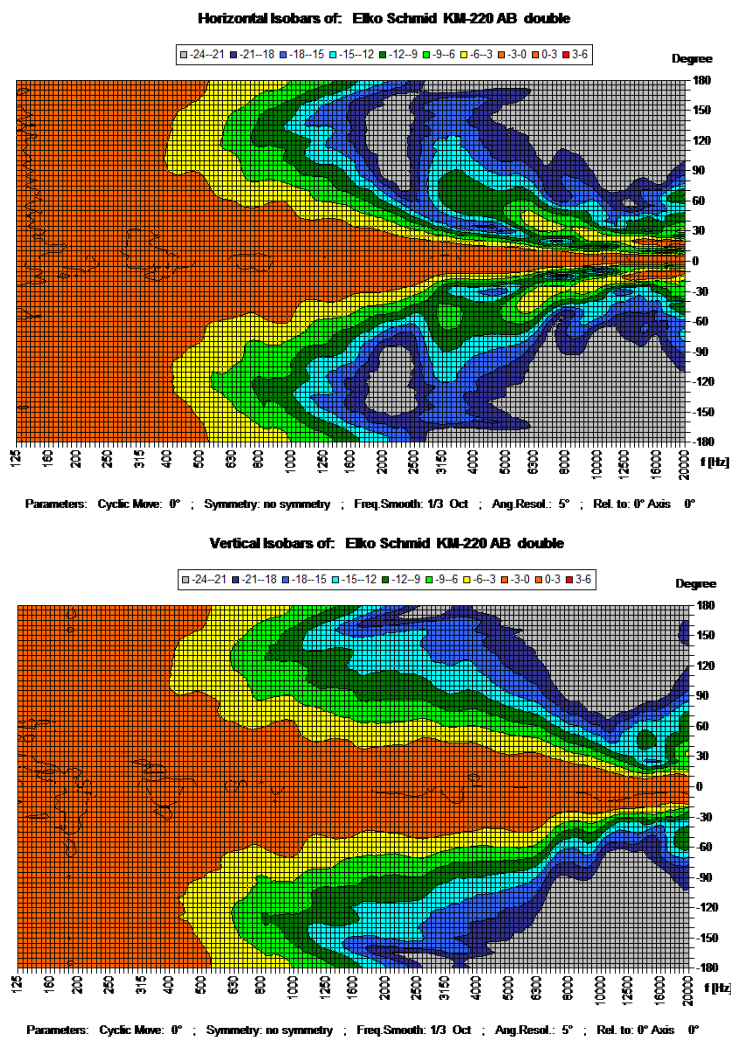 Horizontal Isobars of: Elko Schmid KM-220 AB double
-24--21 -21--18 -18--15 -15--12 -12--9 -9--6 -6--3 -3-0 0-3 3-6
Degree
180
150
120
90
60
30
0
-30
-60
-90
-120
-150
-180
125 160 200 250 315 400 500 630 800 1000 1250 1600 2000 2500 3150 4000 5000 6300 8000 10000 12500 16000 20000
f [Hz]
Parameters: Cyclic Move: 0° ; Symmetry: no symmetry ; Freq.Smooth: 1/3 Oct ; Ang.Resol.: 5° ; Rel. to: 0° Axis 0°
Vertical Isobars of: Elko Schmid KM-220 AB double
-24--21 -21--18 -18--15 -15--12 -12--9 -9--6 -6--3 -3-0 0-3 3-6
Degree
180
150
120
90
60
30
0
-30
-60
-90
-120
-150
-180
125 160 200 250 315 400 500 630 800 1000 1250 1600 2000 2500 3150 4000 5000 6300 8000 10000 12500 16000 20000
f [Hz]
Parameters: Cyclic Move: 0° ; Symmetry: no symmetry ; Freq.Smooth: 1/3 Oct ; Ang.Resol.: 5° ; Rel. to: 0° Axis 0°